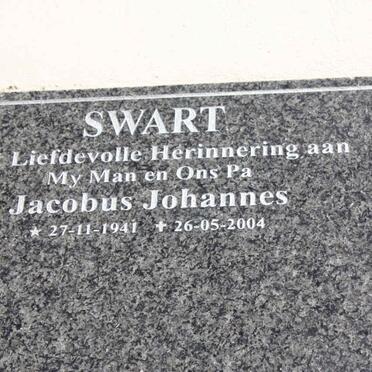 SWART
Liefdevolle Herinnering aan
My Man en Ons Pa
Jacobus Johannes
★ 27-11-1941 ✝ 26-05-2004